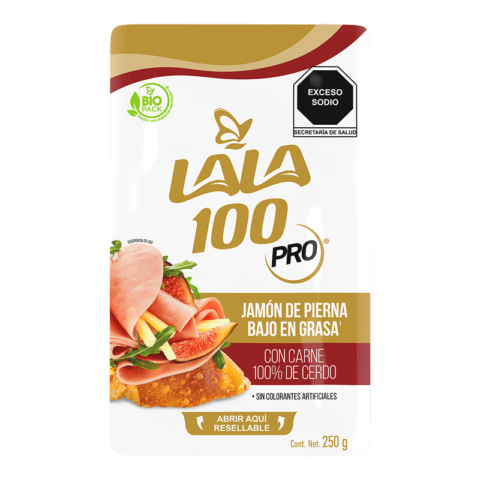 BIO
PACK
EXCESO
SODIO
SECRETARÍA DE SALUD
LALA
100
PRO®
JAMÓN DE PIERNA
BAJO EN GRASA¹
CON CARNE
100% DE CERDO
• SIN COLORANTES ARTIFICIALES
ABRIR AQUÍ
RESELLABLE
Cont. Net. 250 g